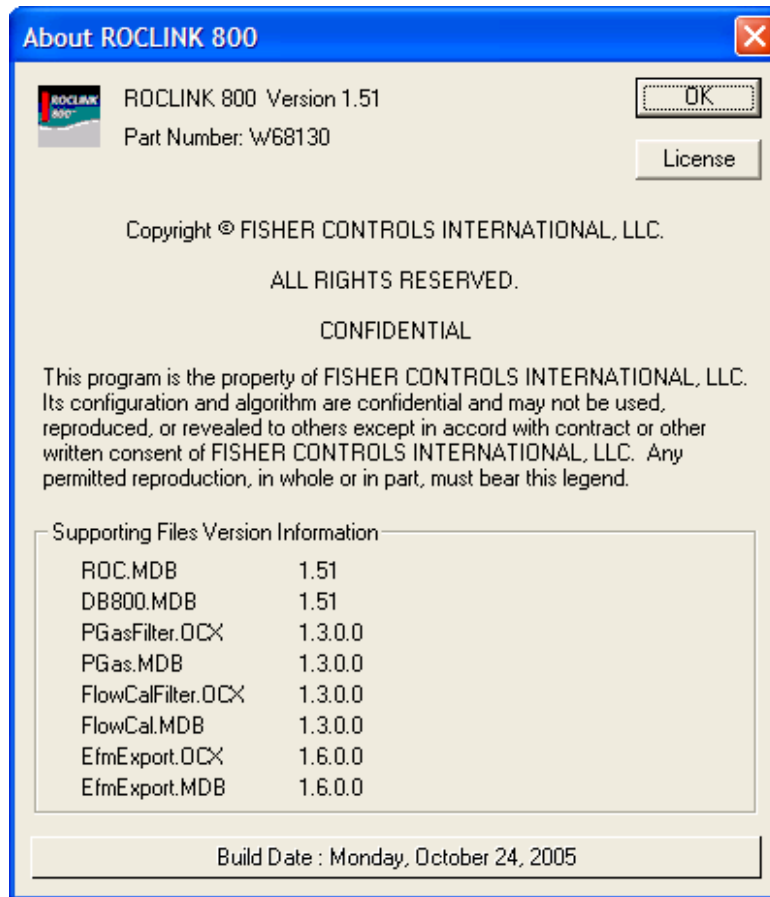 About ROCLINK 800
ROCLINK
800™
ROCLINK 800 Version 1.51
OK
Part Number: W68130
License
Copyright © FISHER CONTROLS INTERNATIONAL, LLC.
ALL RIGHTS RESERVED.
CONFIDENTIAL
This program is the property of FISHER CONTROLS INTERNATIONAL, LLC.
Its configuration and algorithm are confidential and may not be used,
reproduced, or revealed to others except in accord with contract or other
written consent of FISHER CONTROLS INTERNATIONAL, LLC. Any
permitted reproduction, in whole or in part, must bear this legend.
Supporting Files Version Information
ROC.MDB 1.51
DB800.MDB 1.51
PGasFilter.OCX 1.3.0.0
PGas.MDB 1.3.0.0
FlowCalFilter.OCX 1.3.0.0
FlowCal.MDB 1.3.0.0
EfmExport.OCX 1.6.0.0
EfmExport.MDB 1.6.0.0
Build Date : Monday, October 24, 2005